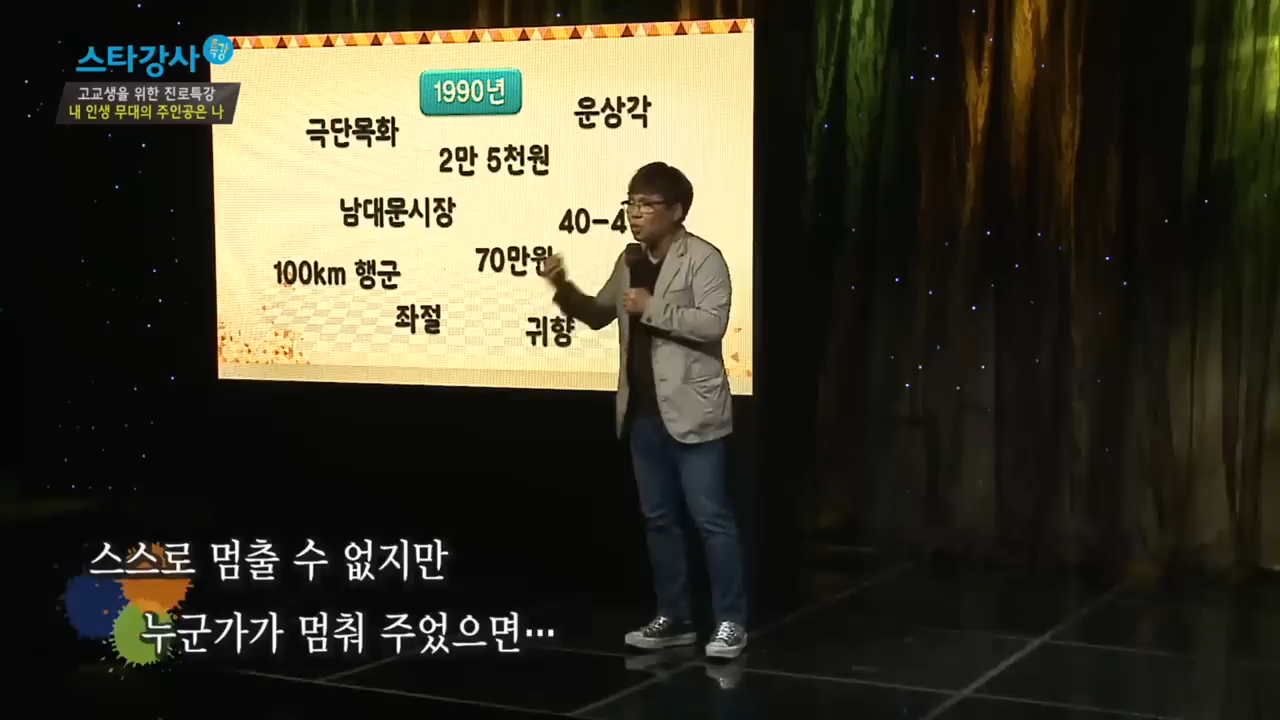 스타강사 특강
고교생을 위한 진로특강
내 인생 무대의 주인공은 나
1990년
극단목화
운상각
2만 5천원
남대문시장
40-4
70만원
100km 행군
좌절
귀향
스스로 멈출 수 없지만
누군가가 멈춰 주었으면…